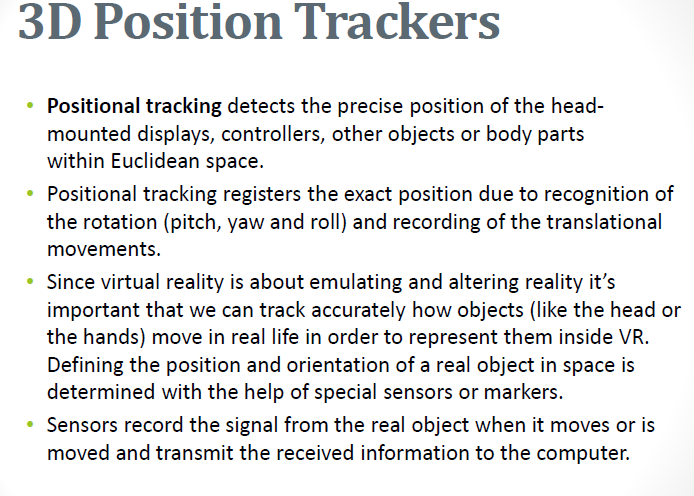 3D Position Trackers
• Positional tracking detects the precise position of the head-
mounted displays, controllers, other objects or body parts
within Euclidean space.
• Positional tracking registers the exact position due to recognition of
the rotation (pitch, yaw and roll) and recording of the translational
movements.
• Since virtual reality is about emulating and altering reality it’s
important that we can track accurately how objects (like the head or
the hands) move in real life in order to represent them inside VR.
Defining the position and orientation of a real object in space is
determined with the help of special sensors or markers.
• Sensors record the signal from the real object when it moves or is
moved and transmit the received information to the computer.